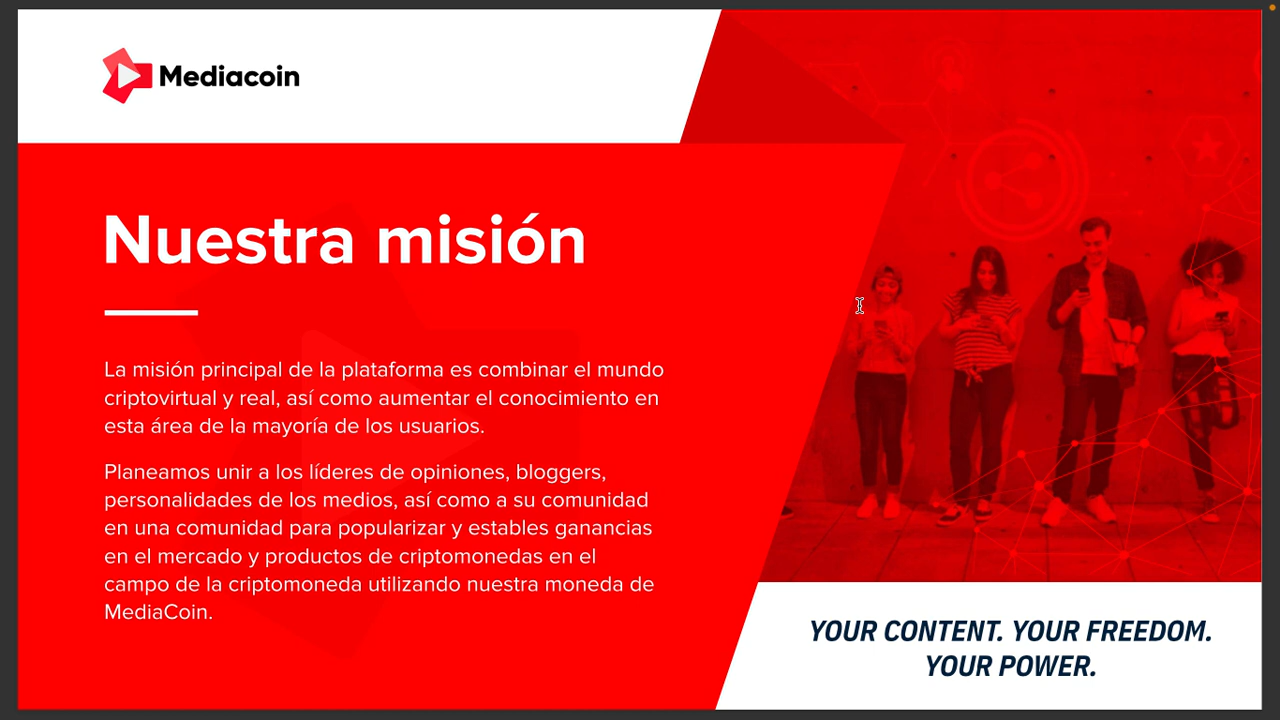 Mediacoin
Nuestra misión
La misión principal de la plataforma es combinar el mundo
criptovirtual y real, así como aumentar el conocimiento en
esta área de la mayoría de los usuarios.
Planeamos unir a los líderes de opiniones, bloggers,
personalidades de los medios, así como a su comunidad
en una comunidad para popularizar y estables ganancias
en el mercado y productos de criptomonedas en el
campo de la criptomoneda utilizando nuestra moneda de
MediaCoin.
YOUR CONTENT. YOUR FREEDOM.
YOUR POWER.